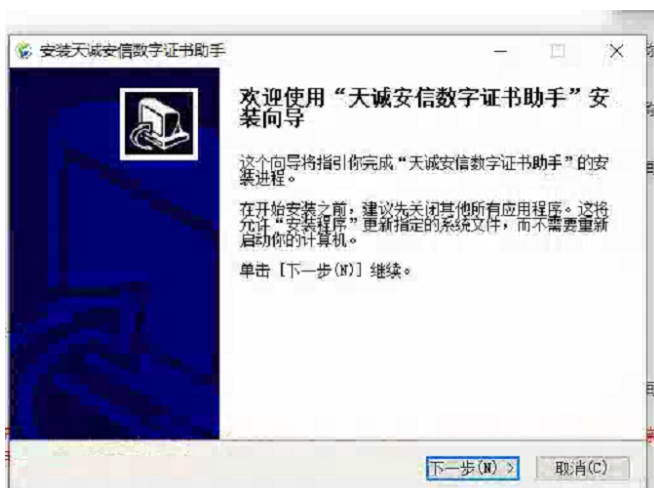 安装天诚安信数字证书助手
欢迎使用“天诚安信数字证书助手”安
装向导
这个向导将指引你完成“天诚安信数字证书助手”的安
装进程。
在开始安装之前，建议先关闭其他所有应用程序。这将
允许“安装程序”更新指定的系统文件，而不需要重新
启动你的计算机。
单击 [下一步(N)] 继续。
下一步(N) >
取消(C)